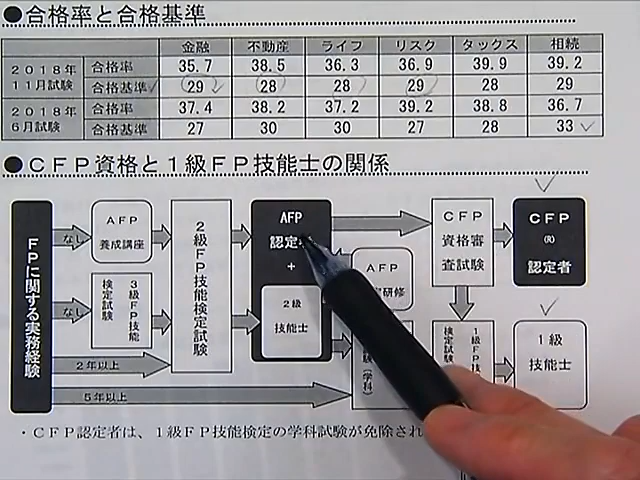 ●合格率と合格基準
金融 不動産 ライフ リスク タックス 相続
2018年11月試験 合格率 35.7 38.5 36.3 36.9 39.9 39.2
合格基準 29 28 28 29 28 29
2018年6月試験 合格率 37.4 38.2 37.2 39.2 38.8 36.7
合格基準 27 30 30 27 28 33
●CFP資格と1級FP技能士の関係
FPに関する実務経験
なし
AFP
養成講座
なし
3級FP技能
検定試験
2年以上
5年以上
2級FP技能検定試験
AFP
認定
+
2級
技能士
AFP
研修
(学科)
CFP
資格審
査試験
CFP
(R)
認定者
1級FP技
検定試験
1級
技能士
・CFP認定者は、1級FP技能検定の学科試験が免除され